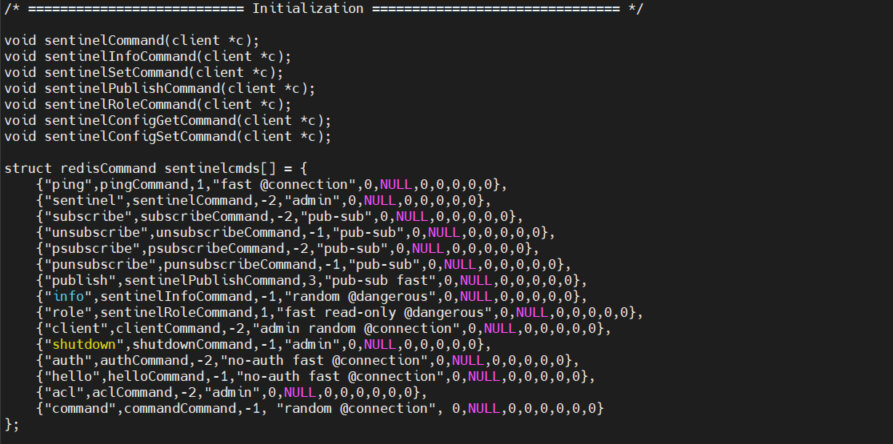 /* =========================== Initialization =============================== */

void sentinelCommand(client *c);
void sentinelInfoCommand(client *c);
void sentinelSetCommand(client *c);
void sentinelPublishCommand(client *c);
void sentinelRoleCommand(client *c);
void sentinelConfigGetCommand(client *c);
void sentinelConfigSetCommand(client *c);

struct redisCommand sentinelcmds[] = {
    {"ping",pingCommand,1,"fast @connection",0,NULL,0,0,0,0,0},
    {"sentinel",sentinelCommand,-2,"admin",0,NULL,0,0,0,0,0},
    {"subscribe",subscribeCommand,-2,"pub-sub",0,NULL,0,0,0,0,0},
    {"unsubscribe",unsubscribeCommand,-1,"pub-sub",0,NULL,0,0,0,0,0},
    {"psubscribe",psubscribeCommand,-2,"pub-sub",0,NULL,0,0,0,0,0},
    {"punsubscribe",punsubscribeCommand,-1,"pub-sub",0,NULL,0,0,0,0,0},
    {"publish",sentinelPublishCommand,3,"pub-sub fast",0,NULL,0,0,0,0,0},
    {"info",sentinelInfoCommand,-1,"random @dangerous",0,NULL,0,0,0,0,0},
    {"role",sentinelRoleCommand,1,"fast read-only @dangerous",0,NULL,0,0,0,0,0},
    {"client",clientCommand,-2,"admin random @connection",0,NULL,0,0,0,0,0},
    {"shutdown",shutdownCommand,-1,"admin",0,NULL,0,0,0,0,0},
    {"auth",authCommand,-2,"no-auth fast @connection",0,NULL,0,0,0,0,0},
    {"hello",helloCommand,-1,"no-auth fast @connection",0,NULL,0,0,0,0,0},
    {"acl",aclCommand,-2,"admin",0,NULL,0,0,0,0,0,0},
    {"command",commandCommand,-1, "random @connection", 0,NULL,0,0,0,0,0,0}
};